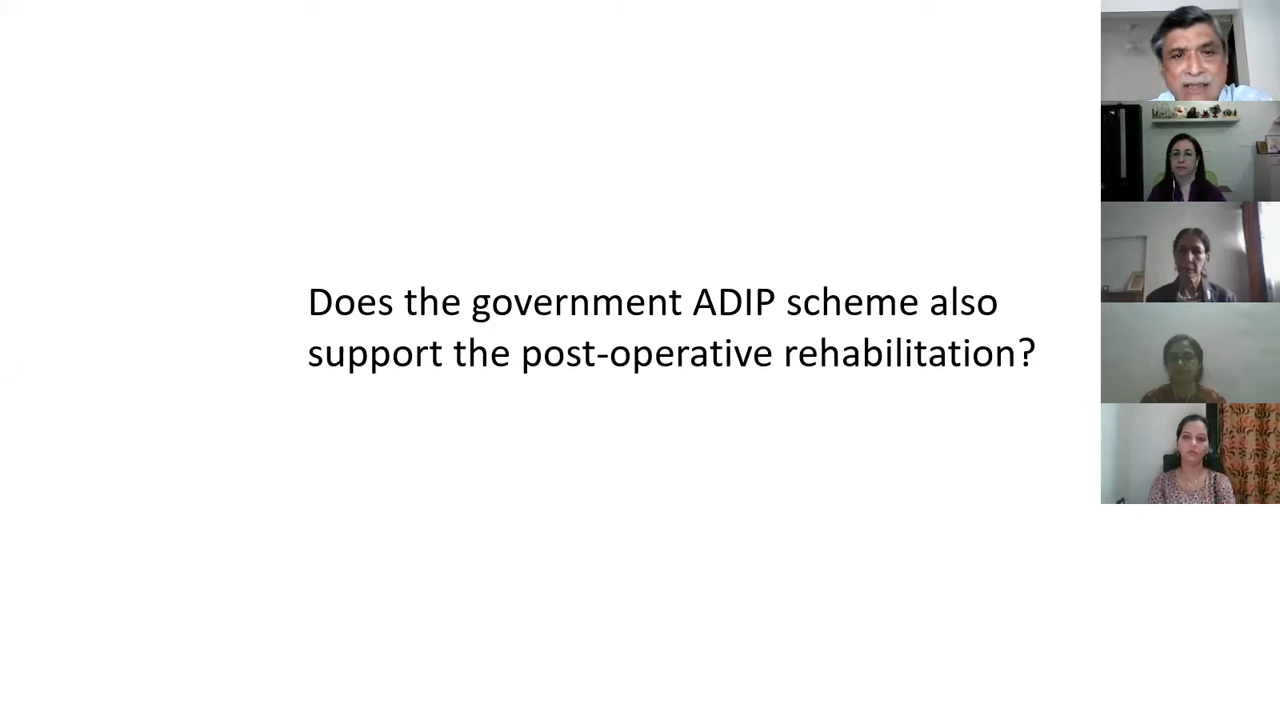 Does the government ADIP scheme also
support the post-operative rehabilitation?